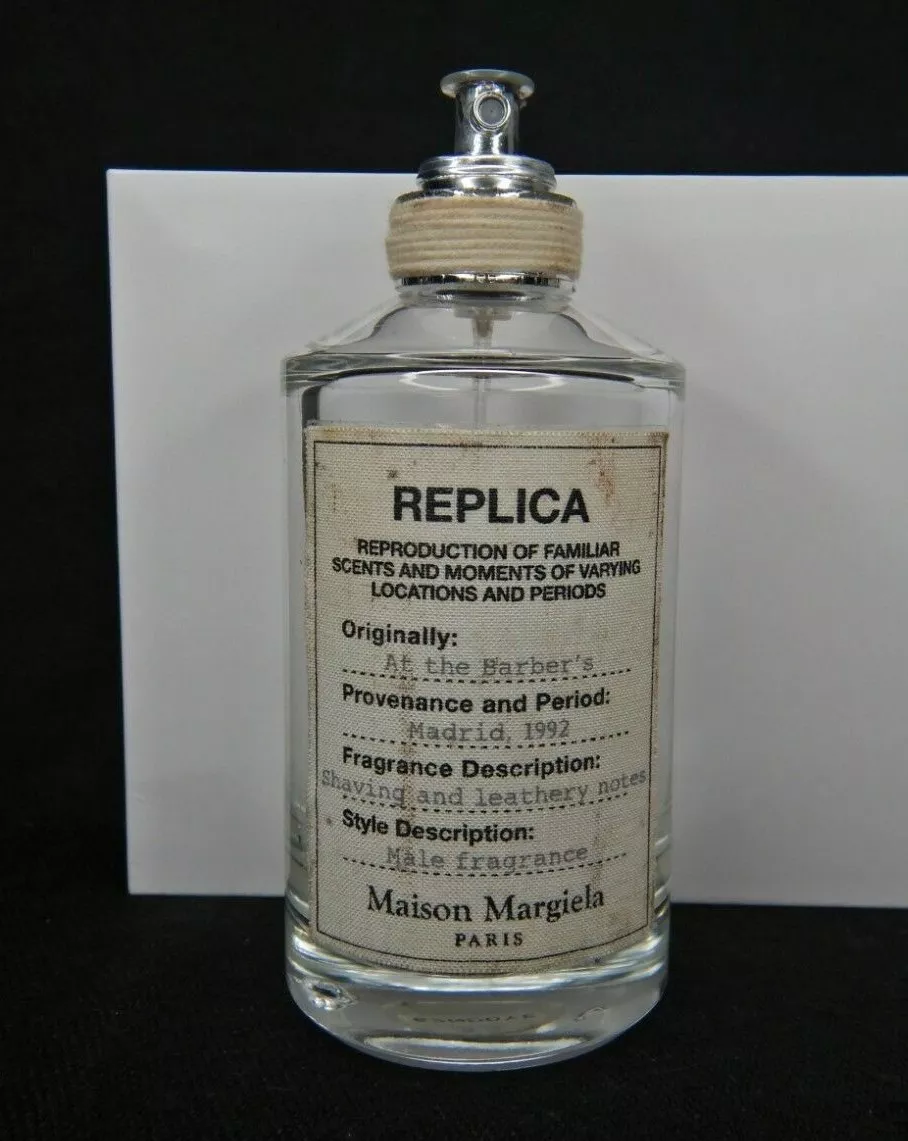 REPLICA
REPRODUCTION OF FAMILIAR
SCENTS AND MOMENTS OF VARYING
LOCATIONS AND PERIODS
Originally:
At the Barber's
Provenance and Period:
Madrid, 1992
Fragrance Description:
Shaving and leathery notes
Style Description:
Male fragrance
Maison Margiela
PARIS